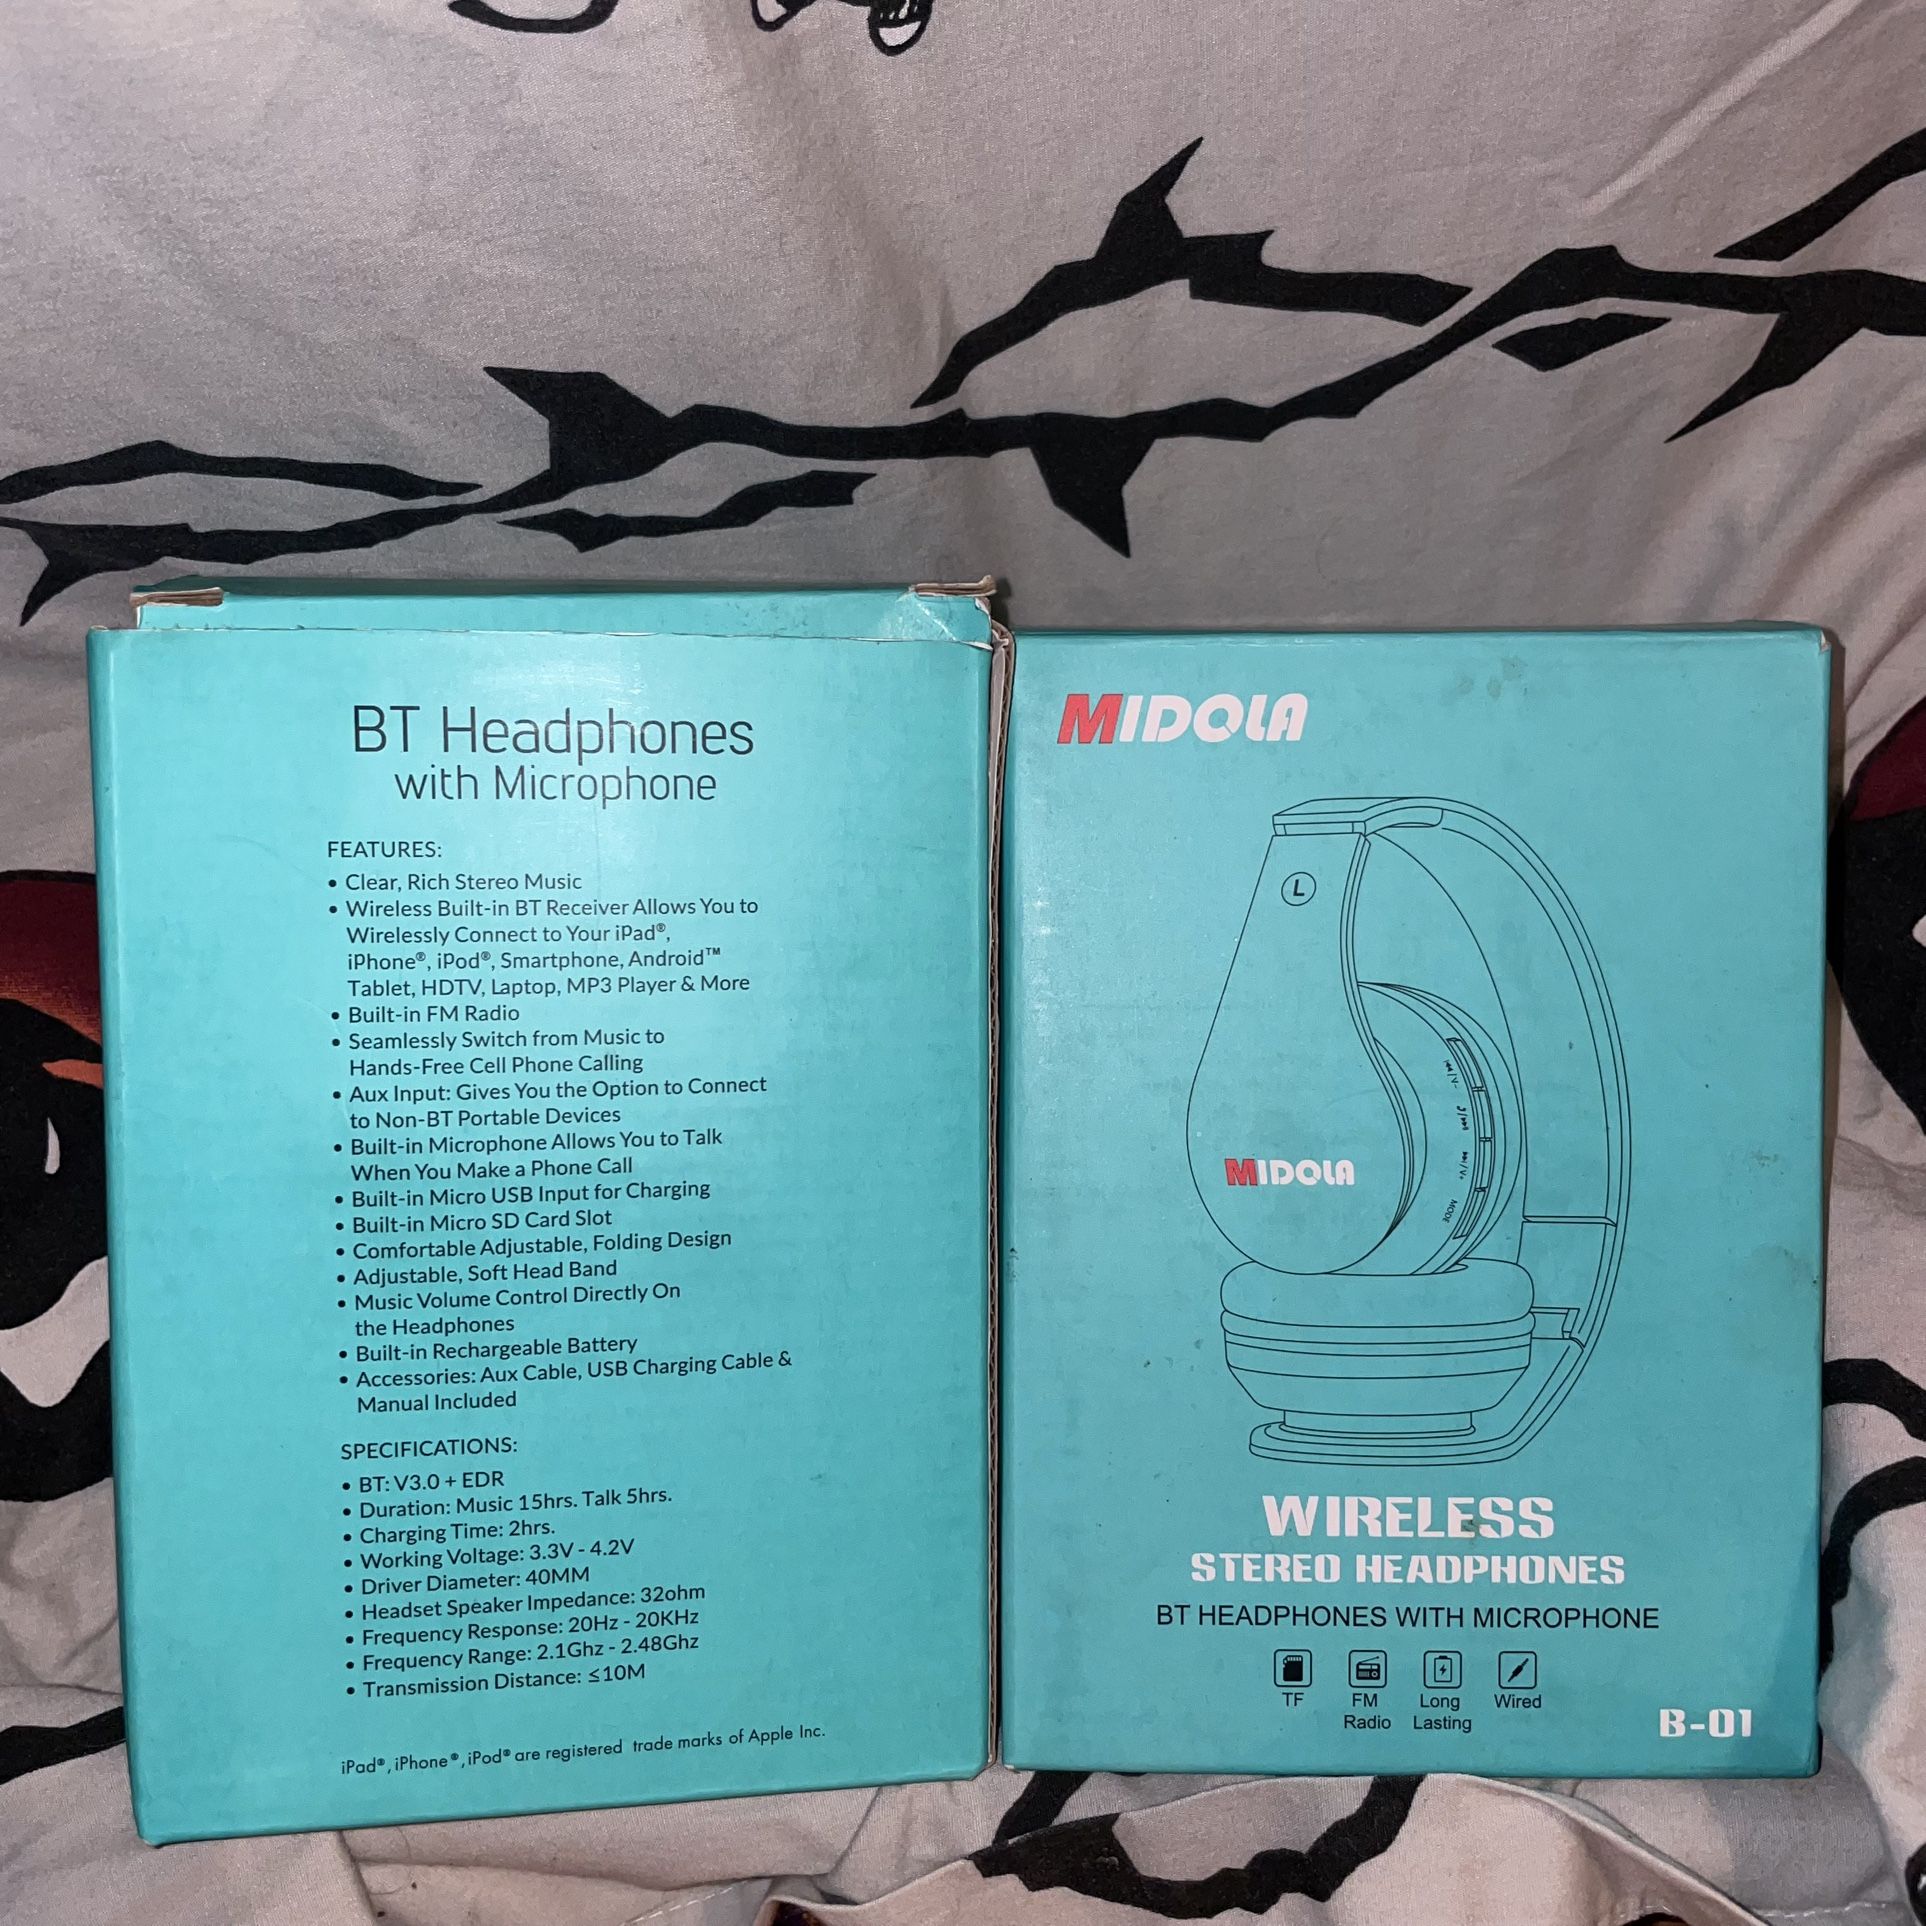 BT Headphones
with Microphone
FEATURES:
• Clear, Rich Stereo Music
• Wireless Built-in BT Receiver Allows You to
Wirelessly Connect to Your iPad®,
iPhone®, iPod®, Smartphone, Android™
Tablet, HDTV, Laptop, MP3 Player & More
• Built-in FM Radio
• Seamlessly Switch from Music to
Hands-Free Cell Phone Calling
• Aux Input: Gives You the Option to Connect
to Non-BT Portable Devices
• Built-in Microphone Allows You to Talk
When You Make a Phone Call
• Built-in Micro USB Input for Charging
• Built-in Micro SD Card Slot
• Comfortable Adjustable, Folding Design
• Adjustable, Soft Head Band
• Music Volume Control Directly On
the Headphones
• Built-in Rechargeable Battery
• Accessories: Aux Cable, USB Charging Cable &
Manual Included
SPECIFICATIONS:
• BT: V3.0 + EDR
• Duration: Music 15hrs. Talk 5hrs.
• Charging Time: 2hrs.
• Working Voltage: 3.3V - 4.2V
• Driver Diameter: 40MM
• Headset Speaker Impedance: 32ohm
• Frequency Response: 20Hz - 20KHz
• Frequency Range: 2.1Ghz - 2.48Ghz
• Transmission Distance: ≤10M
iPad®, iPhone®, iPod® are registered trade marks of Apple Inc.
MIDOLA
L
MODE
MIDOLA
WIRELESS
STEREO HEADPHONES
BT HEADPHONES WITH MICROPHONE
TF
FM Radio
Long Lasting
Wired
B-01